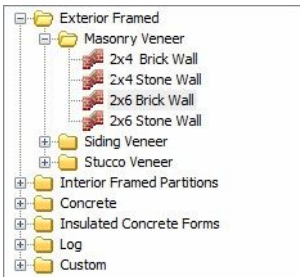 Exterior Framed
Masonry Veneer
2x4 Brick Wall
2x4 Stone Wall
2x6 Brick Wall
2x6 Stone Wall
Siding Veneer
Stucco Veneer
Interior Framed Partitions
Concrete
Insulated Concrete Forms
Log
Custom